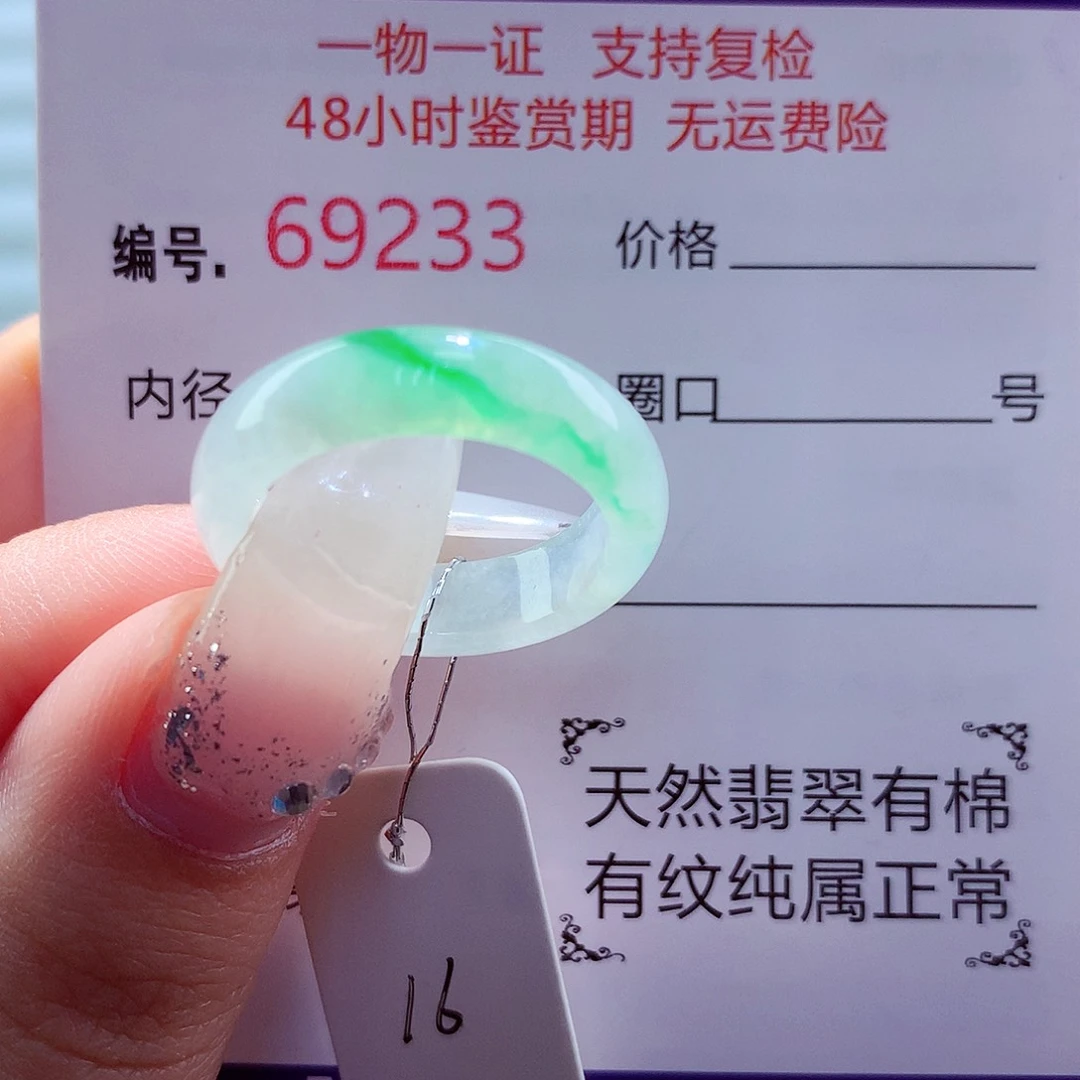 一物一证 支持复检
48小时鉴赏期 无运费险
编号. 69233 价格
内径 圈口 号
天然翡翠有棉
有纹纯属正常
16